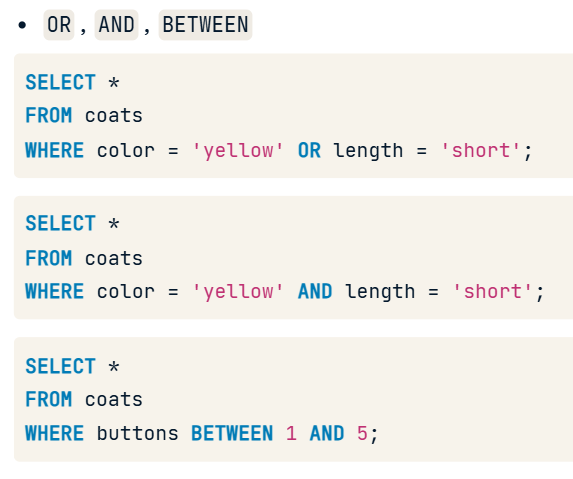 • OR, AND, BETWEEN
SELECT *
FROM coats
WHERE color = 'yellow' OR length = 'short';
SELECT *
FROM coats
WHERE color = 'yellow' AND length = 'short';
SELECT *
FROM coats
WHERE buttons BETWEEN 1 AND 5;